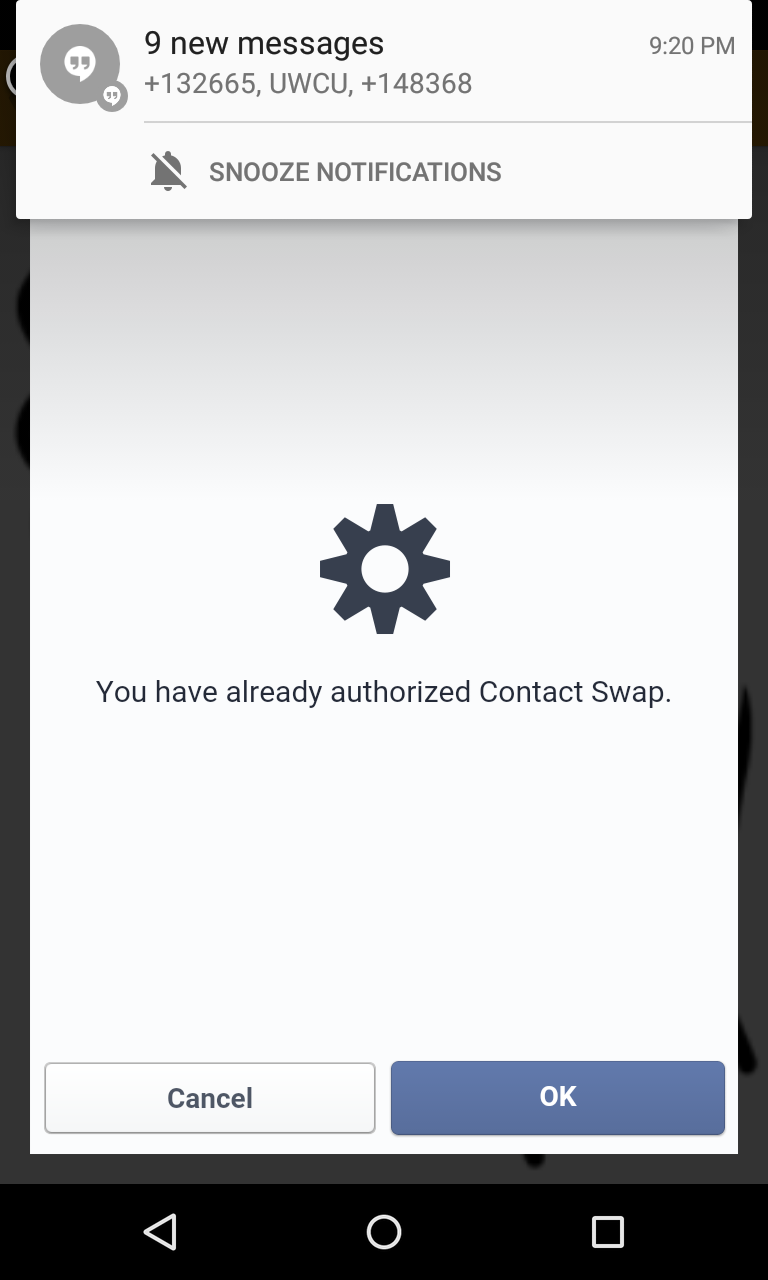 9 new messages
9:20 PM
+132665, UWCU, +148368
SNOOZE NOTIFICATIONS
You have already authorized Contact Swap.
Cancel
OK